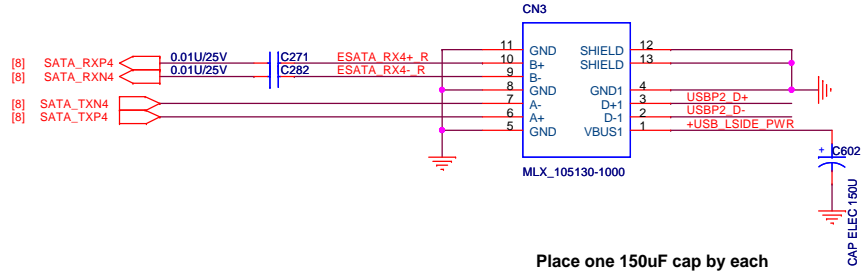 CN3
[8] SATA_RXP4 0.01U/25V C271 ESATA_RX4+_R 11 GND SHIELD 12
[8] SATA_RXN4 0.01U/25V C282 ESATA_RX4-_R 10 B+ SHIELD 13
9 B-
8 GND GND1 4
[8] SATA_TXN4 7 A- D+1 3 USBP2_D+
[8] SATA_TXP4 6 A+ D-1 2 USBP2_D-
5 GND VBUS1 1 +USB_LSIDE_PWR
+ C602
CAP ELEC 150U
MLX_105130-1000
Place one 150uF cap by each